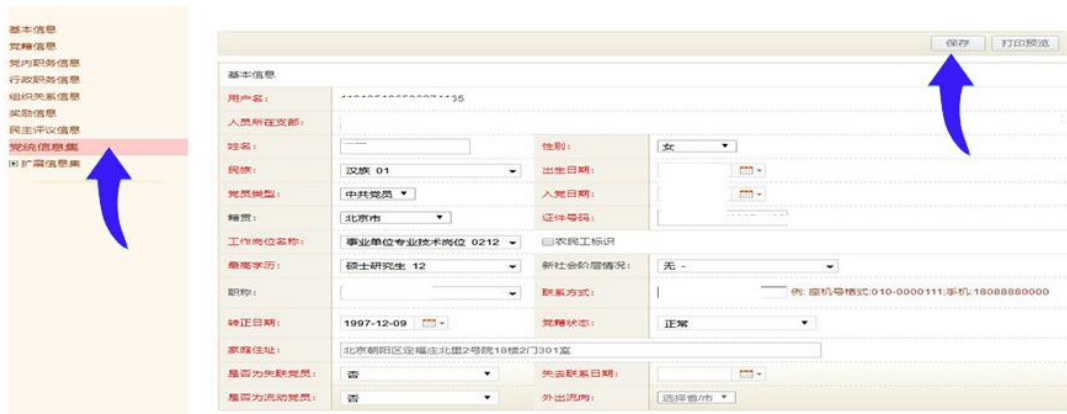 基本信息
党籍信息
党内职务信息
行政职务信息
组织关系信息
奖励信息
民主评议信息
党统信息集
扩展信息集
保存 打印预览
基本信息
用户名:
人员所在支部:
姓名: 性别: 女
民族: 汉族 01 出生日期:
党员类型: 中共党员 入党日期:
籍贯: 北京市 证件号码:
工作岗位名称: 事业单位专业技术岗位 0212 农民工标识
最高学历: 硕士研究生 12 新社会阶层情况: 无 -
职称: 联系方式: 例: 座机号格式:010-0000111;手机:18088880000
转正日期: 1997-12-09 党籍状态: 正常
家庭住址: 北京朝阳区定福庄北里2号院18楼2门301室
是否为失联党员: 否 失去联系日期:
是否为流动党员: 否 外出流向: 选择省/市